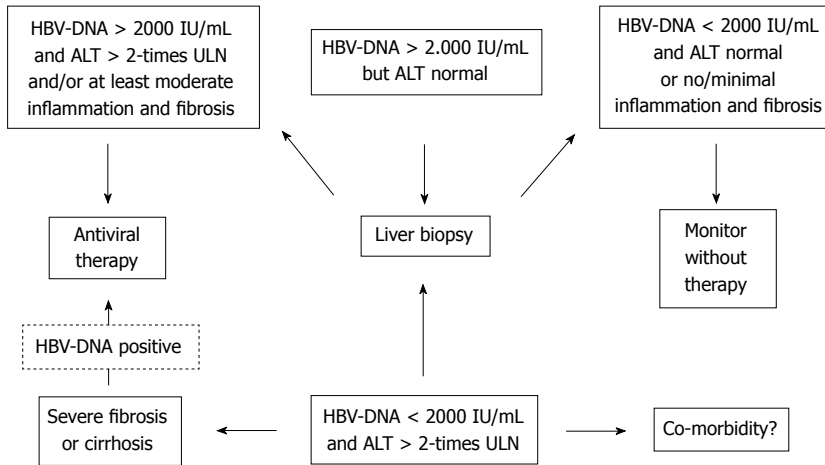 HBV-DNA > 2000 IU/mL
and ALT > 2-times ULN
and/or at least moderate
inflammation and fibrosis
HBV-DNA > 2.000 IU/mL
but ALT normal
HBV-DNA < 2000 IU/mL
and ALT normal
or no/minimal
inflammation and fibrosis
Antiviral
therapy
Liver biopsy
Monitor
without
therapy
HBV-DNA positive
Severe fibrosis
or cirrhosis
HBV-DNA < 2000 IU/mL
and ALT > 2-times ULN
Co-morbidity?